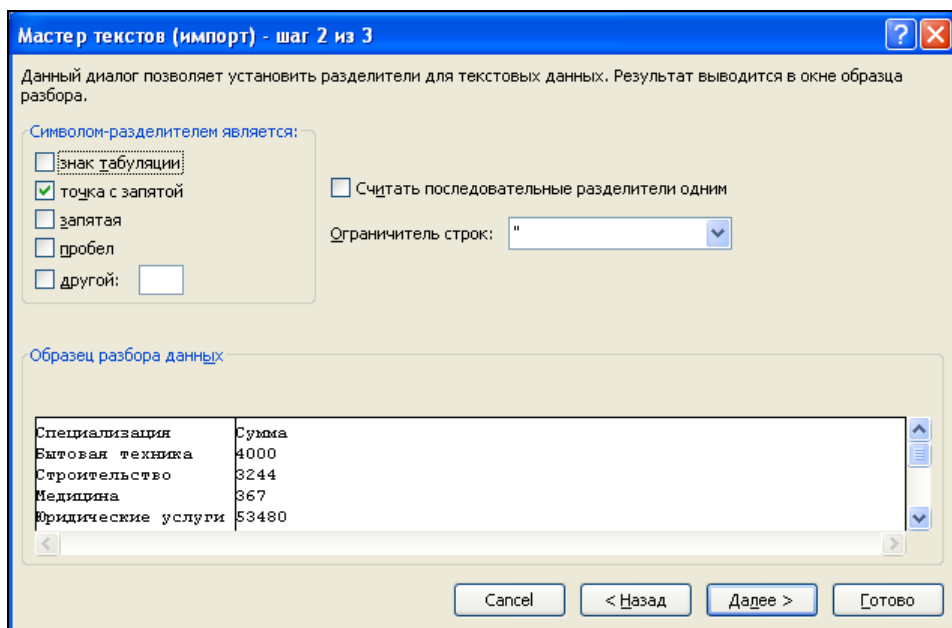 Мастер текстов (импорт) - шаг 2 из 3
Данный диалог позволяет установить разделители для текстовых данных. Результат выводится в окне образца
разбора.
Символом-разделителем является:
знак табуляции
точка с запятой
запятая
пробел
другой:
Считать последовательные разделители одним
Ограничитель строк: "
Образец разбора данных
Специализация Сумма
Бытовая техника 4000
Строительство 3244
Медицина 367
Юридические услуги 53480
Cancel < Назад Далее > Готово